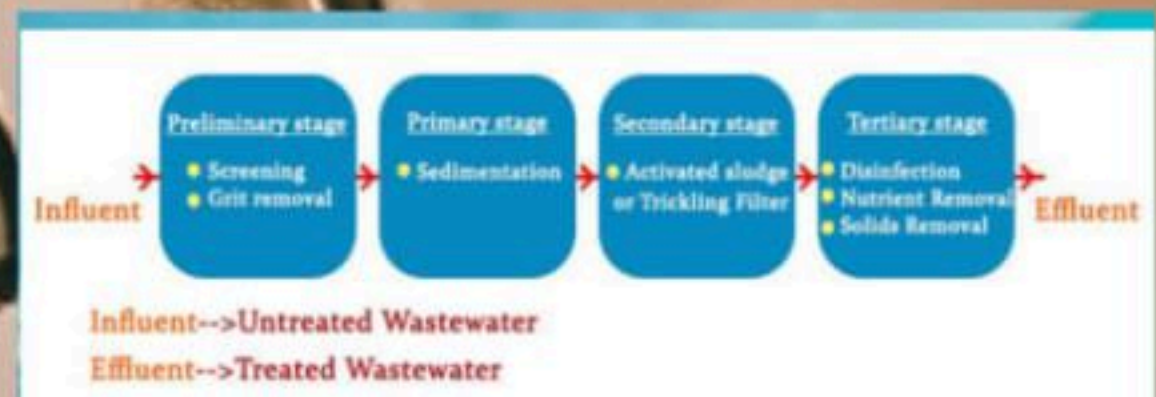 Preliminary stage
Screening
Grit removal
Primary stage
Sedimentation
Secondary stage
Activated sludge
or Trickling Filter
Tertiary stage
Disinfection
Nutrient Removal
Solids Removal
Influent
Effluent
Influent-->Untreated Wastewater
Effluent-->Treated Wastewater